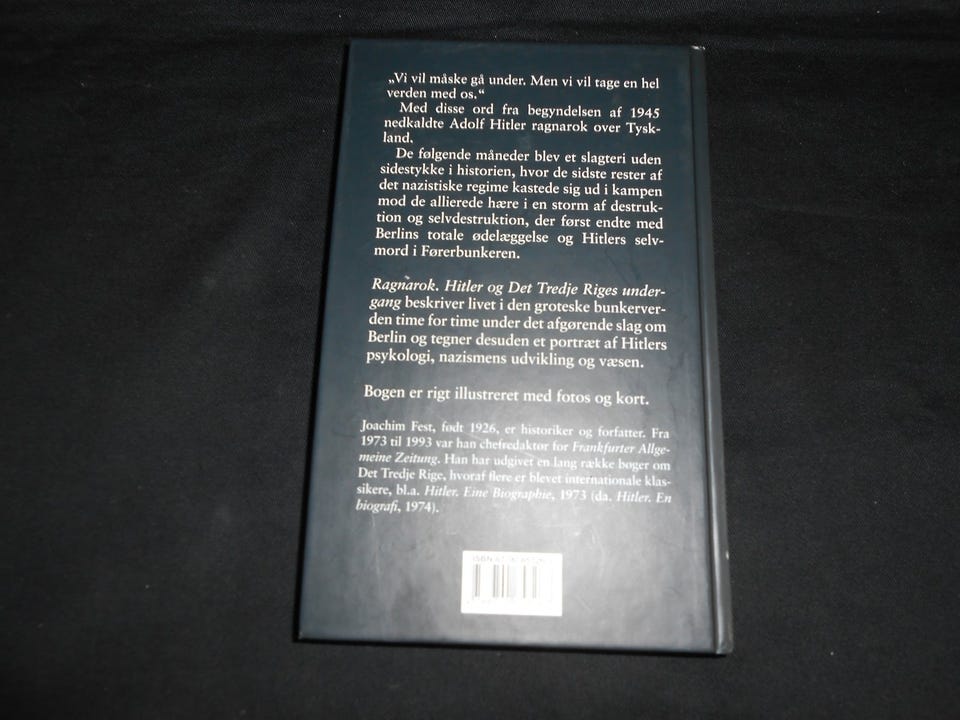 „Vi vil måske gå under. Men vi vil tage en hel
verden med os.“
Med disse ord fra begyndelsen af 1945
nedkaldte Adolf Hitler ragnarok over Tysk-
land.
De følgende måneder blev et slagteri uden
sidestykke i historien, hvor de sidste rester af
det nazistiske regime kastede sig ud i kampen
mod de allierede hære i en storm af destruk-
tion og selvdestruktion, der først endte med
Berlins totale ødelæggelse og Hitlers selv-
mord i Førerbunkeren.
Ragnarok. Hitler og Det Tredje Riges under-
gang beskriver livet i den groteske bunkerver-
den time for time under det afgørende slag om
Berlin og tegner desuden et portræt af Hitlers
psykologi, nazismens udvikling og væsen.
Bogen er rigt illustreret med fotos og kort.
Joachim Fest, født 1926, er historiker og forfatter. Fra
1973 til 1993 var han chefredaktør for Frankfurter Allge-
meine Zeitung. Han har udgivet en lang række bøger om
Det Tredje Rige, hvoraf flere er blevet internationale klas-
sikere, bl.a. Hitler. Eine Biographie, 1973 (da. Hitler. En
biografi, 1974).
ISBN